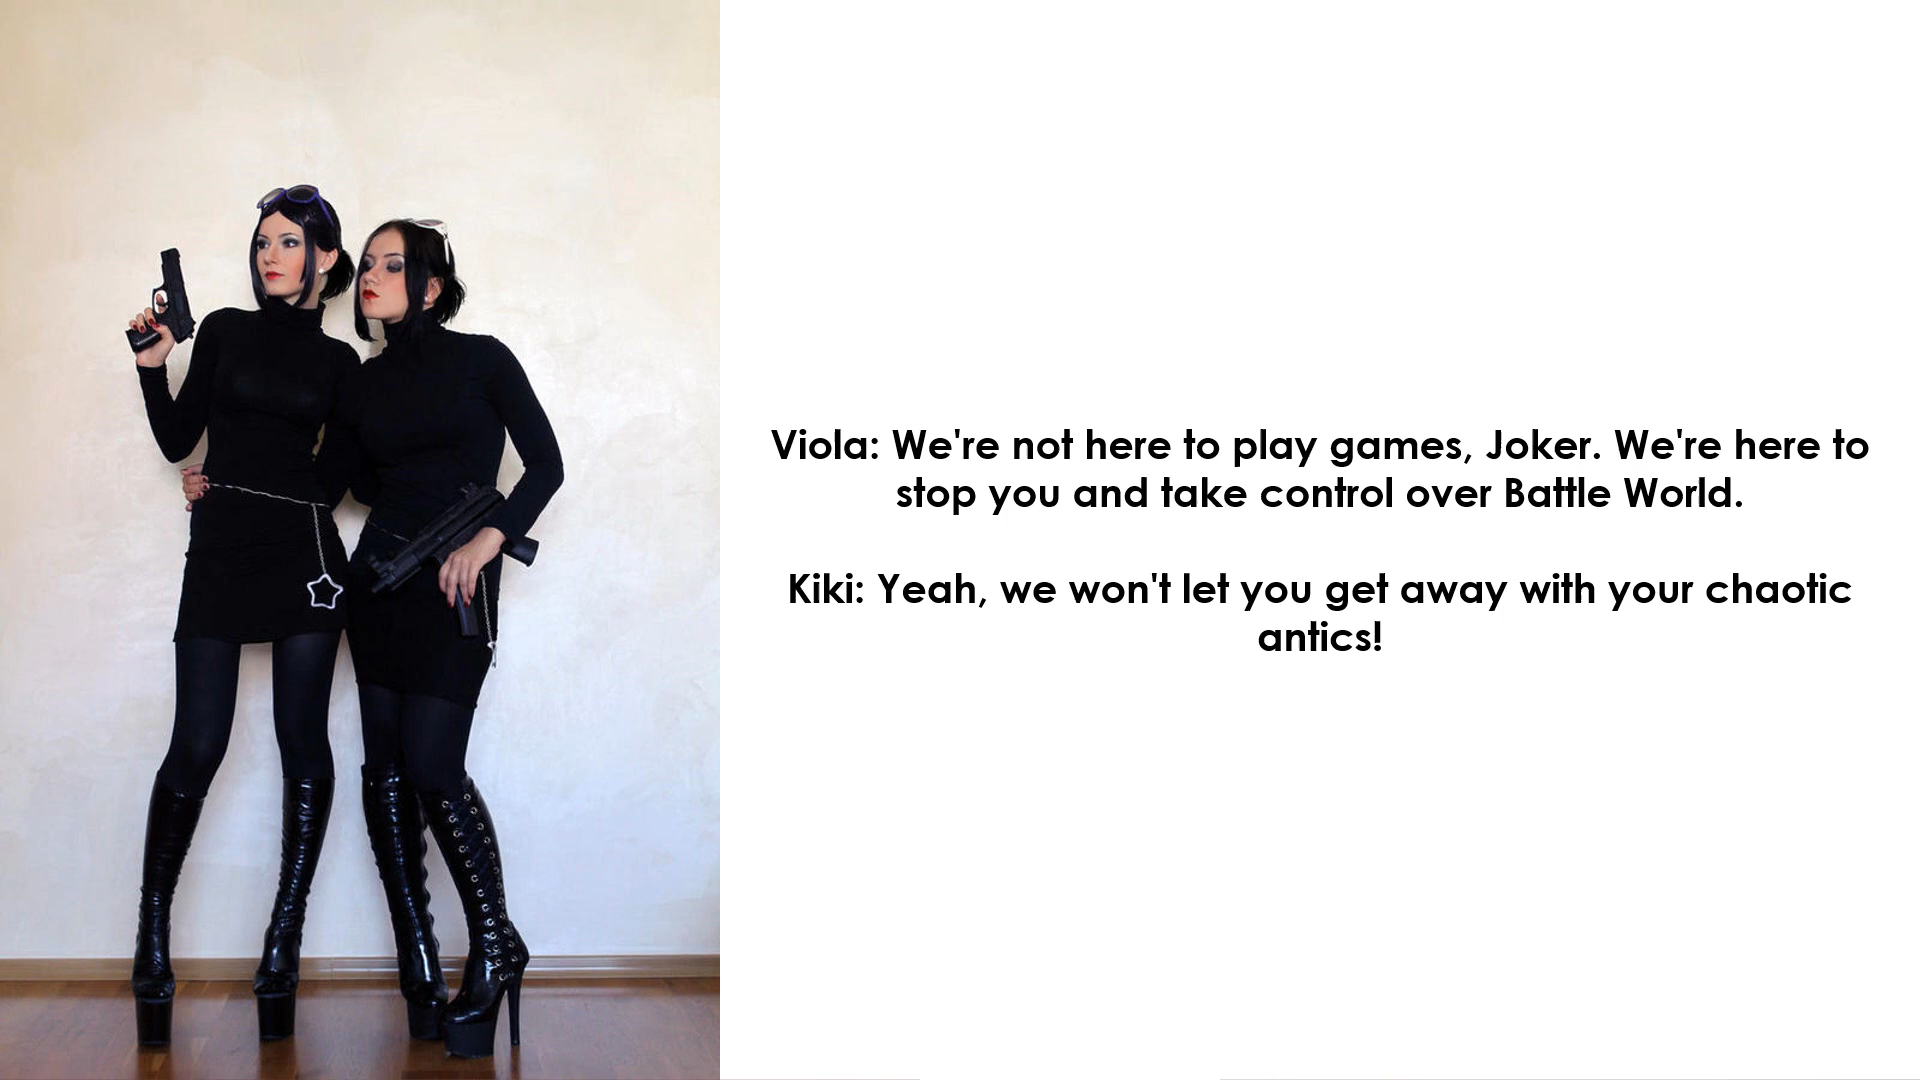 Viola: We're not here to play games, Joker. We're here to
stop you and take control over Battle World.
Kiki: Yeah, we won't let you get away with your chaotic
antics!